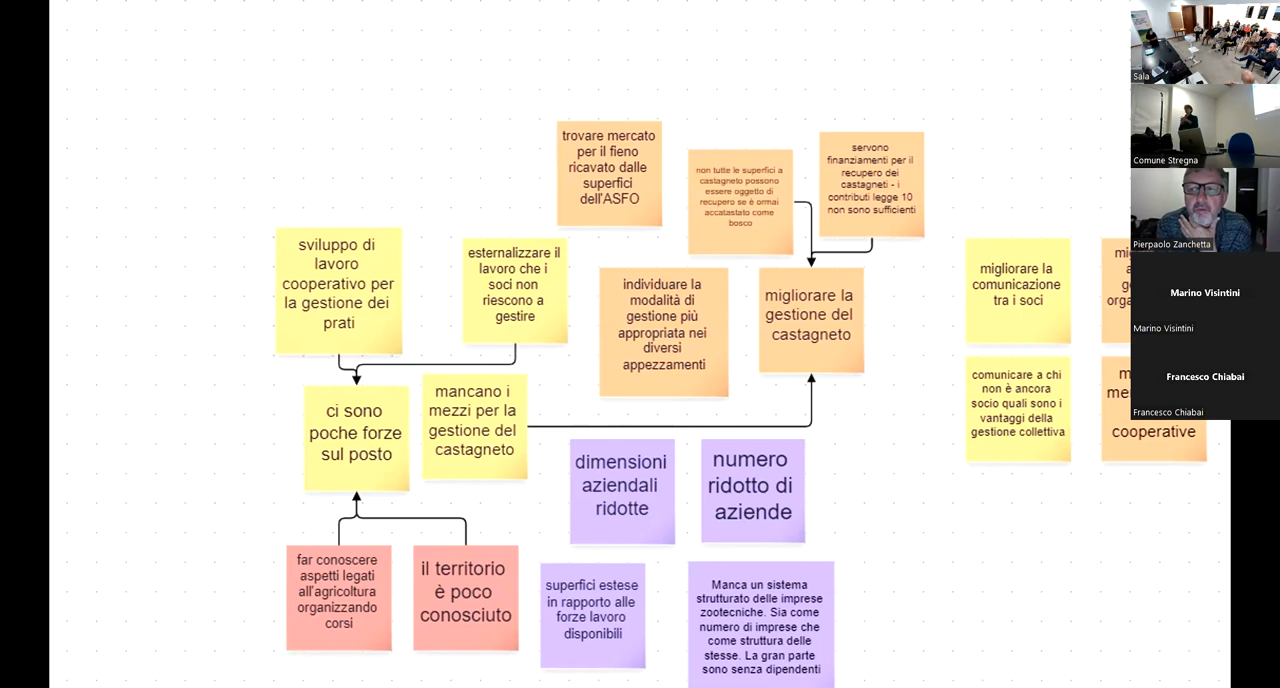 trovare mercato
per il fieno
ricavato dalle
superfici
dell'ASFO
non tutte le superfici a
castagneto possono
essere oggetto di
recupero se è ormai
accatastato come
bosco
servono
finanziamenti per il
recupero dei
castagneti - i
contributi legge 10
non sono sufficienti
sviluppo di
lavoro
cooperativo per
la gestione dei
prati
esternalizzare il
lavoro che i
soci non
riescono a
gestire
individuare la
modalità di
gestione più
appropriata nei
diversi
appezzamenti
migliorare la
gestione del
castagneto
migliorare la
comunicazione
tra i soci
ci sono
poche forze
sul posto
mancano i
mezzi per la
gestione del
castagneto
comunicare a chi
non è ancora
socio quali sono i
vantaggi della
gestione collettiva
cooperative
dimensioni
aziendali
ridotte
numero
ridotto di
aziende
far conoscere
aspetti legati
all'agricoltura
organizzando
corsi
il territorio
è poco
conosciuto
superfici estese
in rapporto alle
forze lavoro
disponibili
Manca un sistema
strutturato delle imprese
zootecniche. Sia come
numero di imprese che
come struttura delle
stesse. La gran parte
sono senza dipendenti
Sala
Comune Stregna
Pierpaolo Zanchetta
Marino Visintini
Marino Visintini
Francesco Chiabai
Francesco Chiabai